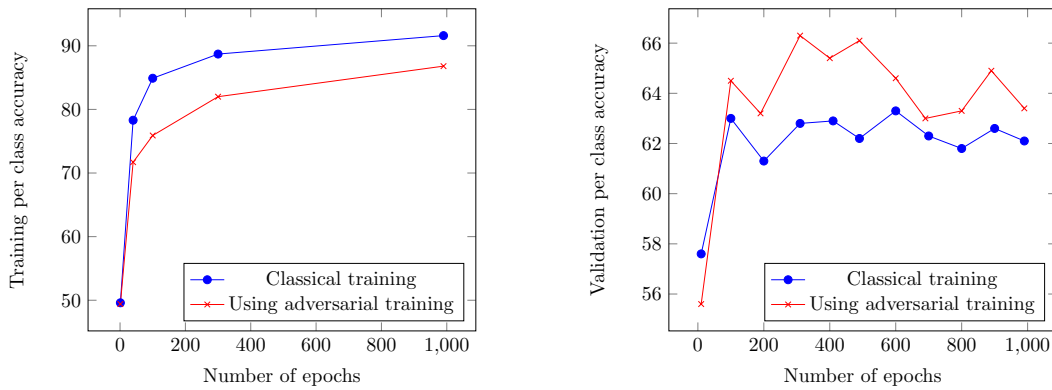 Training per class accuracy
90
80
70
60
50
0
200
400
600
800
1,000
Number of epochs
Classical training
Using adversarial training
Validation per class accuracy
66
64
62
60
58
56
0
200
400
600
800
1,000
Number of epochs
Classical training
Using adversarial training